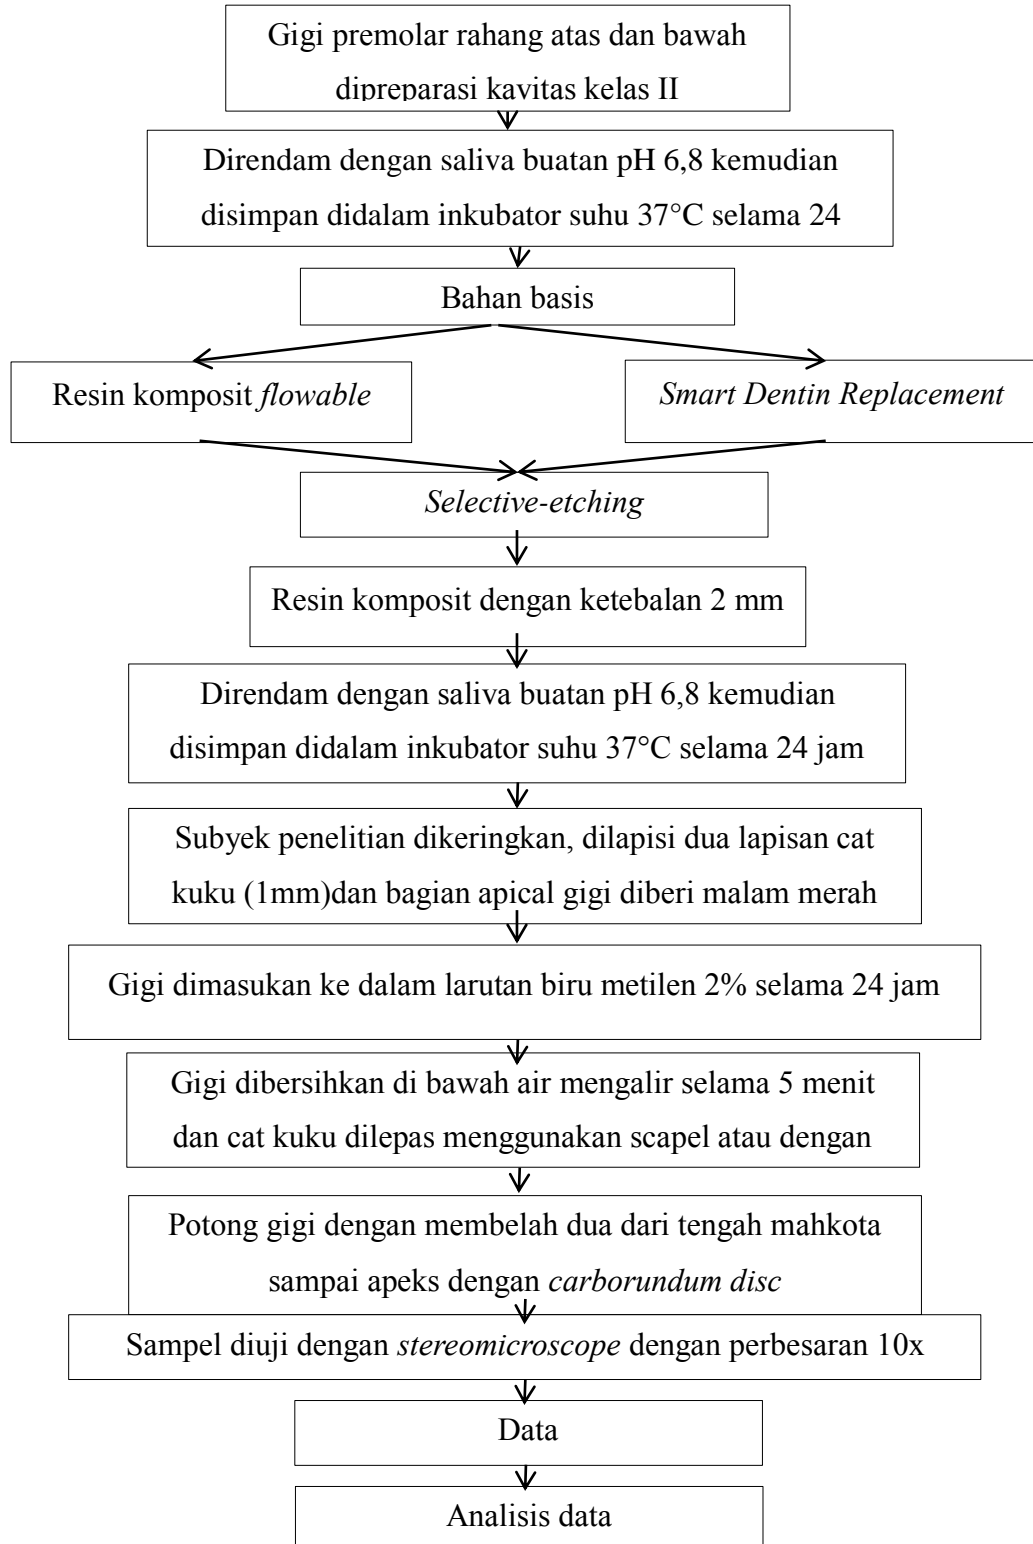 Gigi premolar rahang atas dan bawah
dipreparasi kavitas kelas II
Direndam dengan saliva buatan pH 6,8 kemudian
disimpan didalam inkubator suhu 37°C selama 24
Bahan basis
Resin komposit flowable
Smart Dentin Replacement
Selective-etching
Resin komposit dengan ketebalan 2 mm
Direndam dengan saliva buatan pH 6,8 kemudian
disimpan didalam inkubator suhu 37°C selama 24 jam
Subyek penelitian dikeringkan, dilapisi dua lapisan cat
kuku (1mm)dan bagian apical gigi diberi malam merah
Gigi dimasukan ke dalam larutan biru metilen 2% selama 24 jam
Gigi dibersihkan di bawah air mengalir selama 5 menit
dan cat kuku dilepas menggunakan scapel atau dengan
Potong gigi dengan membelah dua dari tengah mahkota
sampai apeks dengan carborundum disc
Sampel diuji dengan stereomicroscope dengan perbesaran 10x
Data
Analisis data